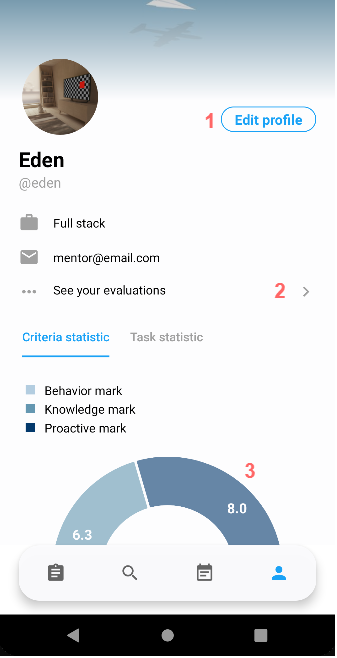 1 Edit profile
Eden
@eden
Full stack
mentor@email.com
See your evaluations 2
Criteria statistic Task statistic
Behavior mark
Knowledge mark
Proactive mark
3
8.0
6.3